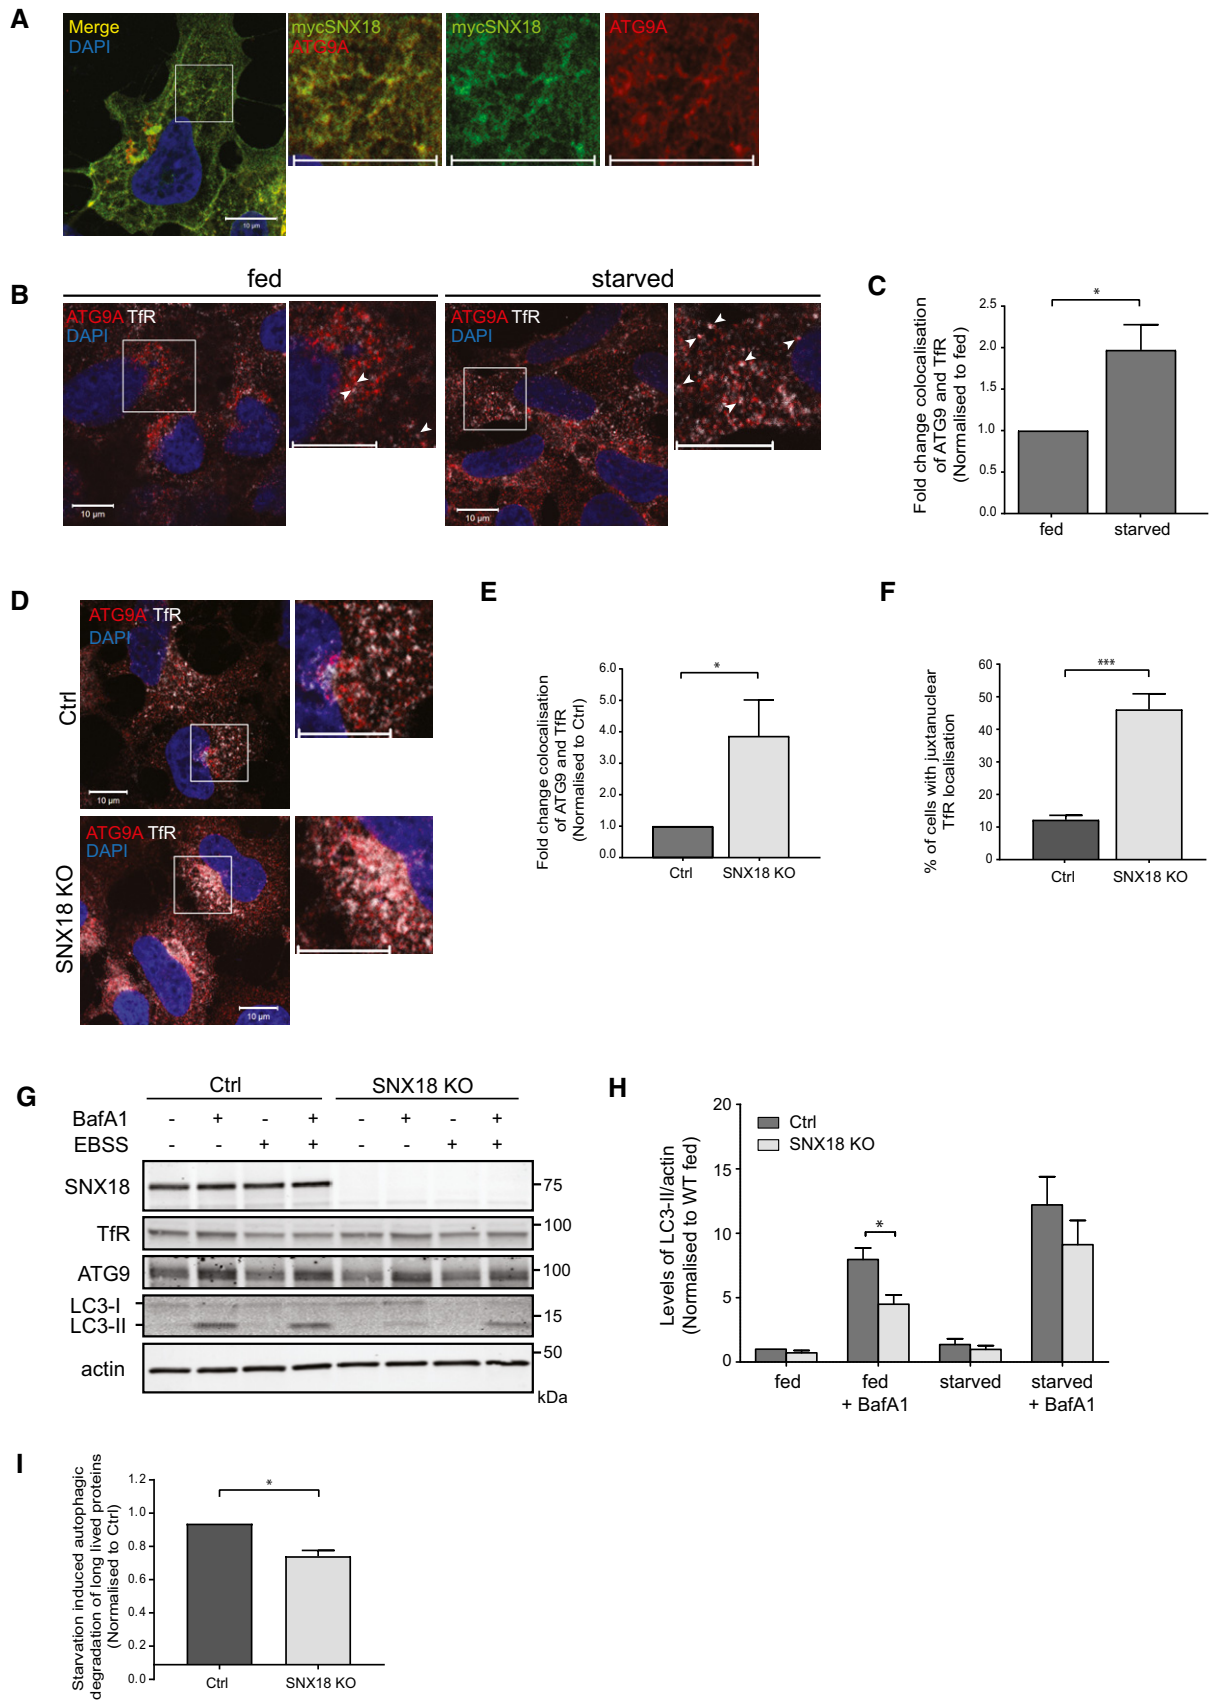 A
Merge
DAPI
mycSNX18
ATG9A
mycSNX18
ATG9A
10 µm
B
fed
starved
ATG9A TfR
DAPI
10 µm
ATG9A TfR
DAPI
10 µm
C
Fold change colocalisation
of ATG9 and TfR
(Normalised to fed)
2.5
2.0
1.5
1.0
0.5
0.0
*
fed
starved
D
Ctrl
ATG9A TfR
DAPI
10 µm
SNX18 KO
ATG9A TfR
DAPI
10 µm
E
Fold change colocalisation
of ATG9 and TfR
(Normalised to Ctrl)
6.0
4.0
2.0
1.0
0.0
*
Ctrl
SNX18 KO
F
% of cells with juxtanuclear
TfR localisation
60
50
40
30
20
10
0
***
Ctrl
SNX18 KO
G
Ctrl
SNX18 KO
BafA1 - + - + - + - +
EBSS - - + + - - + +
SNX18
75
TfR
100
ATG9
100
LC3-I
LC3-II
15
actin
50
kDa
H
Levels of LC3-II/actin
(Normalised to WT fed)
20
15
10
5
0
Ctrl
SNX18 KO
*
fed
fed
+ BafA1
starved
starved
+ BafA1
I
Starvation induced autophagic
degradation of long lived proteins
(Normalised to Ctrl)
1.2
1.0
0.8
0.6
0.4
0.2
0.0
*
Ctrl
SNX18 KO